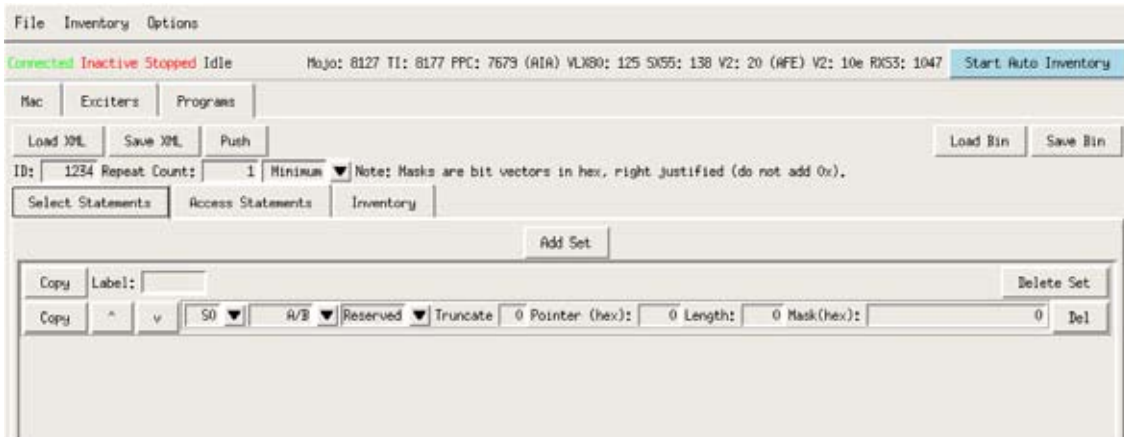 File Inventory Options
Connected Inactive Stopped Idle Mojo: 8127 TI: 8177 PPC: 7679 (AIA) VLX80: 125 SX55: 138 V2: 20 (AFE) V2: 10e RXS3: 1047 Start Auto Inventory
Mac Exciters Programs
Load XML Save XML Push Load Bin Save Bin
ID: 1234 Repeat Count: 1 Minimum Note: Masks are bit vectors in hex, right justified (do not add 0x).
Select Statements Access Statements Inventory
Add Set
Copy Label: Delete Set
Copy ^ v S0 A/B Reserved Truncate 0 Pointer (hex): 0 Length: 0 Mask(hex): 0 Del